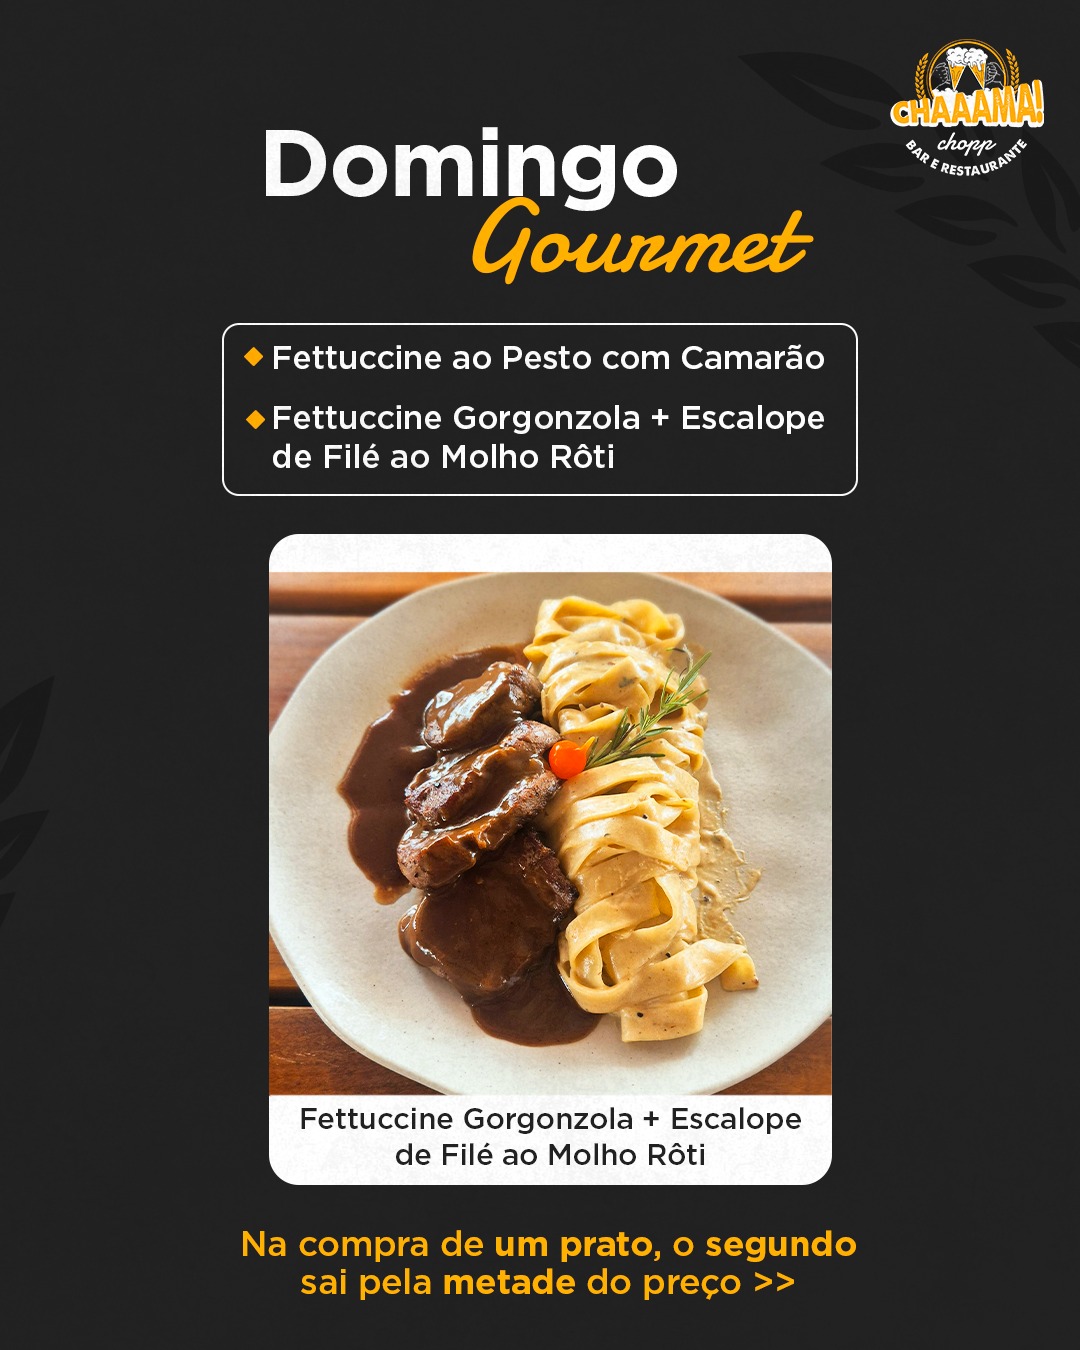 CHAAAMA!
chopp
BAR E RESTAURANTE
Domingo
Gourmet
Fettuccine ao Pesto com Camarão
Fettuccine Gorgonzola + Escalope
de Filé ao Molho Rôti
Fettuccine Gorgonzola + Escalope
de Filé ao Molho Rôti
Na compra de um prato, o segundo
sai pela metade do preço >>